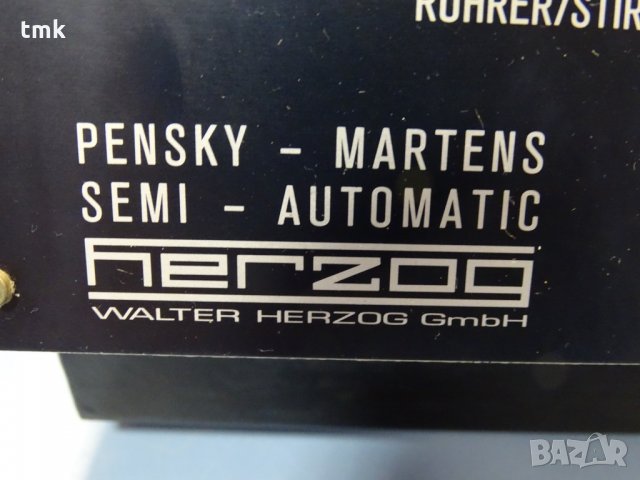 tmk
RÜHRER/STIR
PENSKY - MARTENS
SEMI - AUTOMATIC
herzog
WALTER HERZOG GmbH
BAZAR